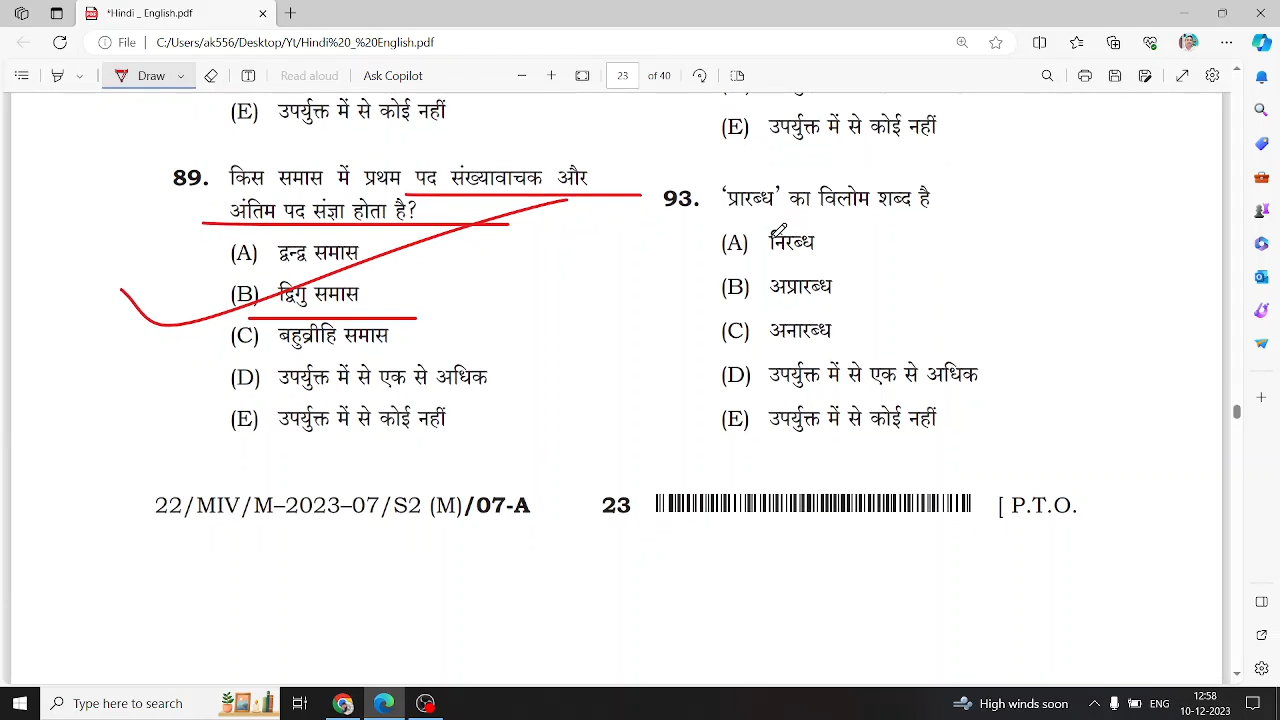 *Hindi _ English.pdf
File
C:/Users/ak556/Desktop/Yt/Hindi%20_%20English.pdf
Draw
Read aloud
Ask Copilot
23
of 40
(E) उपर्युक्त में से कोई नहीं
89. किस समास में प्रथम पद संख्यावाचक और
अंतिम पद संज्ञा होता है?
(A) द्वन्द्व समास
(B) द्विगु समास
(C) बहुव्रीहि समास
(D) उपर्युक्त में से एक से अधिक
(E) उपर्युक्त में से कोई नहीं
(E) उपर्युक्त में से कोई नहीं
93. ‘प्रारब्ध’ का विलोम शब्द है
(A) निरब्ध
(B) अप्रारब्ध
(C) अनारब्ध
(D) उपर्युक्त में से एक से अधिक
(E) उपर्युक्त में से कोई नहीं
22/MIV/M–2023–07/S2 (M)/07-A
23
[ P.T.O.
Type here to search
High winds soon
ENG
12:58
10-12-2023